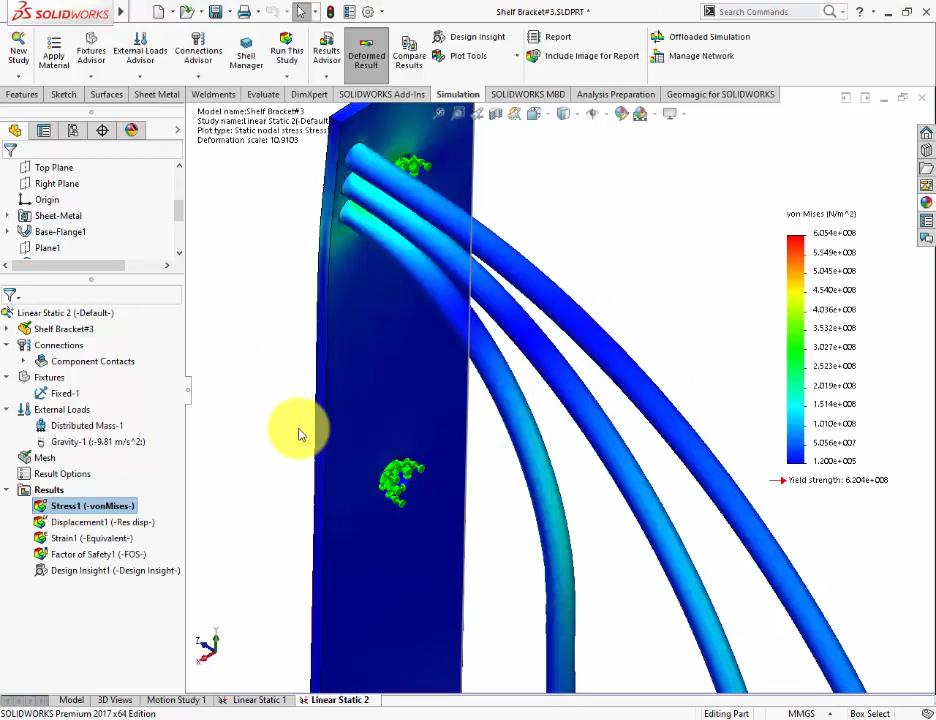 SOLIDWORKS
Shelf Bracket#3.SLDPRT *
Search Commands
New Study
Apply Material
Fixtures Advisor
External Loads Advisor
Connections Advisor
Shell Manager
Run This Study
Results Advisor
Deformed Result
Compare Results
Design Insight
Plot Tools
Report
Include Image for Report
Offloaded Simulation
Manage Network
Features
Sketch
Surfaces
Sheet Metal
Weldments
Evaluate
DimXpert
SOLIDWORKS Add-Ins
Simulation
SOLIDWORKS MBD
Analysis Preparation
Geomagic for SOLIDWORKS
Top Plane
Right Plane
Origin
Sheet-Metal
Base-Flange1
Plane1
Linear Static 2 (-Default-)
Shelf Bracket#3
Connections
Component Contacts
Fixtures
Fixed-1
External Loads
Distributed Mass-1
Gravity-1 (:-9.81 m/s^2:)
Mesh
Result Options
Results
Stress1 (-vonMises-)
Displacement1 (-Res disp-)
Strain1 (-Equivalent-)
Factor of Safety1 (-FOS-)
Design Insight1 (-Design Insight-)
Model name:Shelf Bracket#3
Study name:Linear Static 2(-Default-
Plot type: Static nodal stress Stress
Deformation scale: 10.9103
von Mises (N/m^2)
6.054e+008
5.549e+008
5.045e+008
4.540e+008
4.036e+008
3.532e+008
3.027e+008
2.523e+008
2.019e+008
1.514e+008
1.010e+008
5.056e+007
1.200e+005
Yield strength: 6.204e+008
Y
Z
X
Model
3D Views
Motion Study 1
Linear Static 1
Linear Static 2
SOLIDWORKS Premium 2017 x64 Edition
Editing Part
MMGS
Box Select